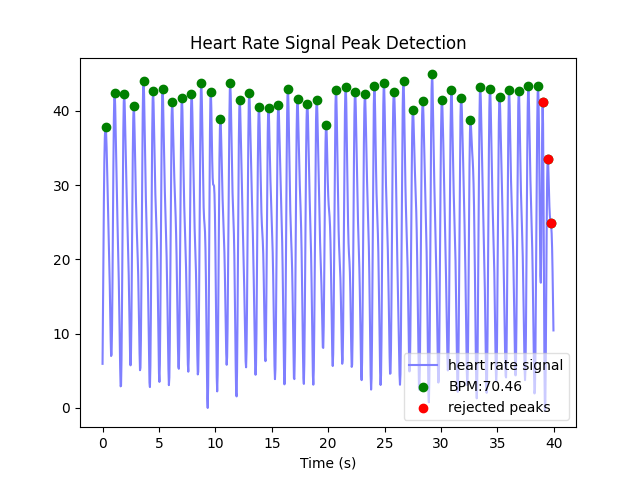 Heart Rate Signal Peak Detection
40
30
20
10
0
heart rate signal
BPM:70.46
rejected peaks
0 5 10 15 20 25 30 35 40
Time (s)